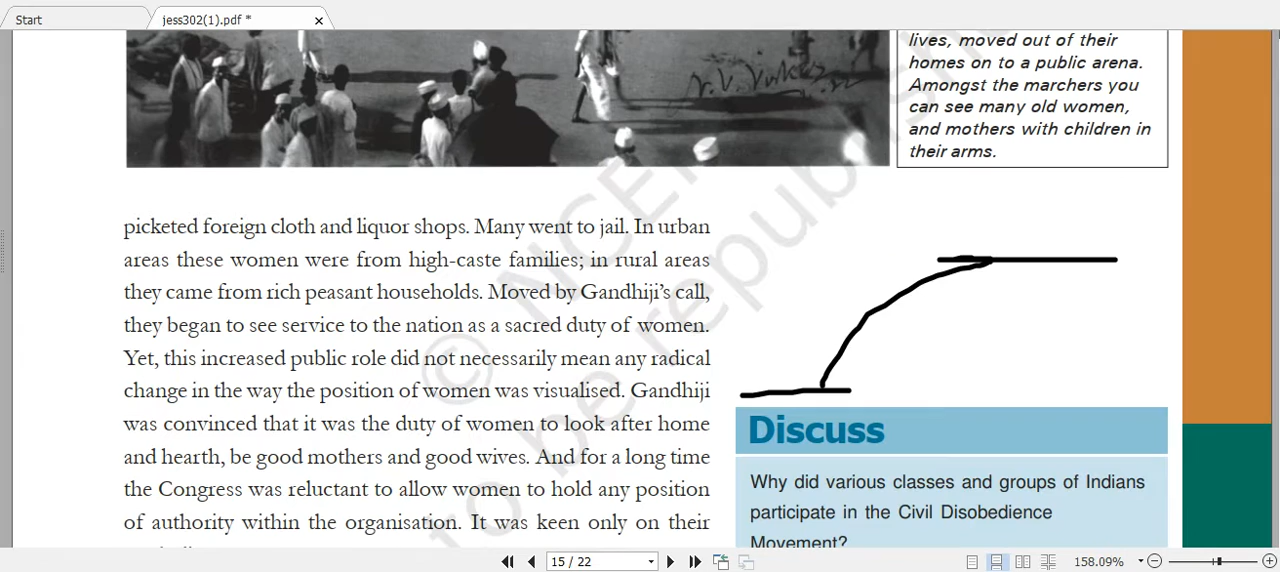 Start
jess302(1).pdf *
lives, moved out of their
homes on to a public arena.
Amongst the marchers you
can see many old women,
and mothers with children in
their arms.
picketed foreign cloth and liquor shops. Many went to jail. In urban
areas these women were from high-caste families; in rural areas
they came from rich peasant households. Moved by Gandhiji's call,
they began to see service to the nation as a sacred duty of women.
Yet, this increased public role did not necessarily mean any radical
change in the way the position of women was visualised. Gandhiji
was convinced that it was the duty of women to look after home
and hearth, be good mothers and good wives. And for a long time
the Congress was reluctant to allow women to hold any position
of authority within the organisation. It was keen only on their
Discuss
Why did various classes and groups of Indians
participate in the Civil Disobedience
Movement?
© NCE
to be republish
15 / 22
158.09%